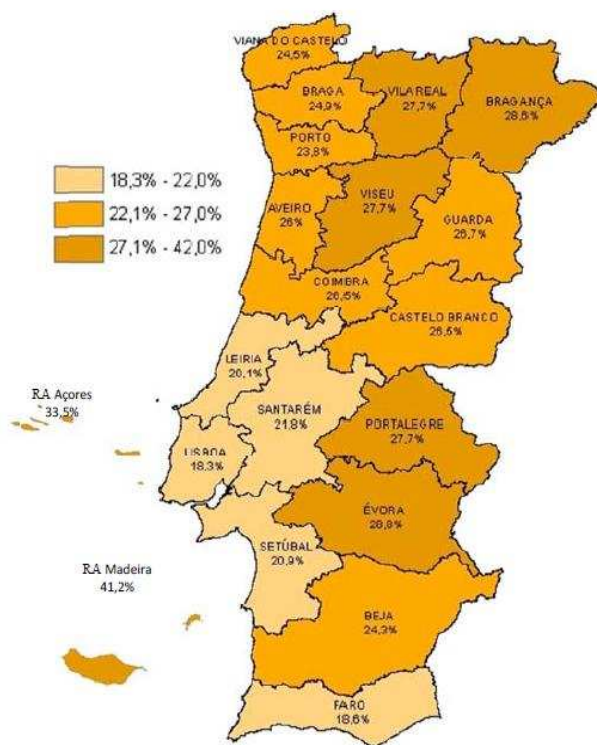 VIANA DO CASTELO
24,5%
BRAGA
24,9%
VILA REAL
27,7%
BRAGANÇA
28,6%
PORTO
23,8%
18,3% - 22,0%
22,1% - 27,0%
27,1% - 42,0%
AVEIRO
26%
VISEU
27,7%
GUARDA
26,7%
COIMBRA
26,5%
CASTELO BRANCO
26,5%
LEIRIA
20,1%
RA Açores
33,5%
SANTARÉM
21,8%
PORTALEGRE
27,7%
LISBOA
18,3%
ÉVORA
28,8%
SETÚBAL
20,9%
RA Madeira
41,2%
BEJA
24,3%
FARO
18,6%